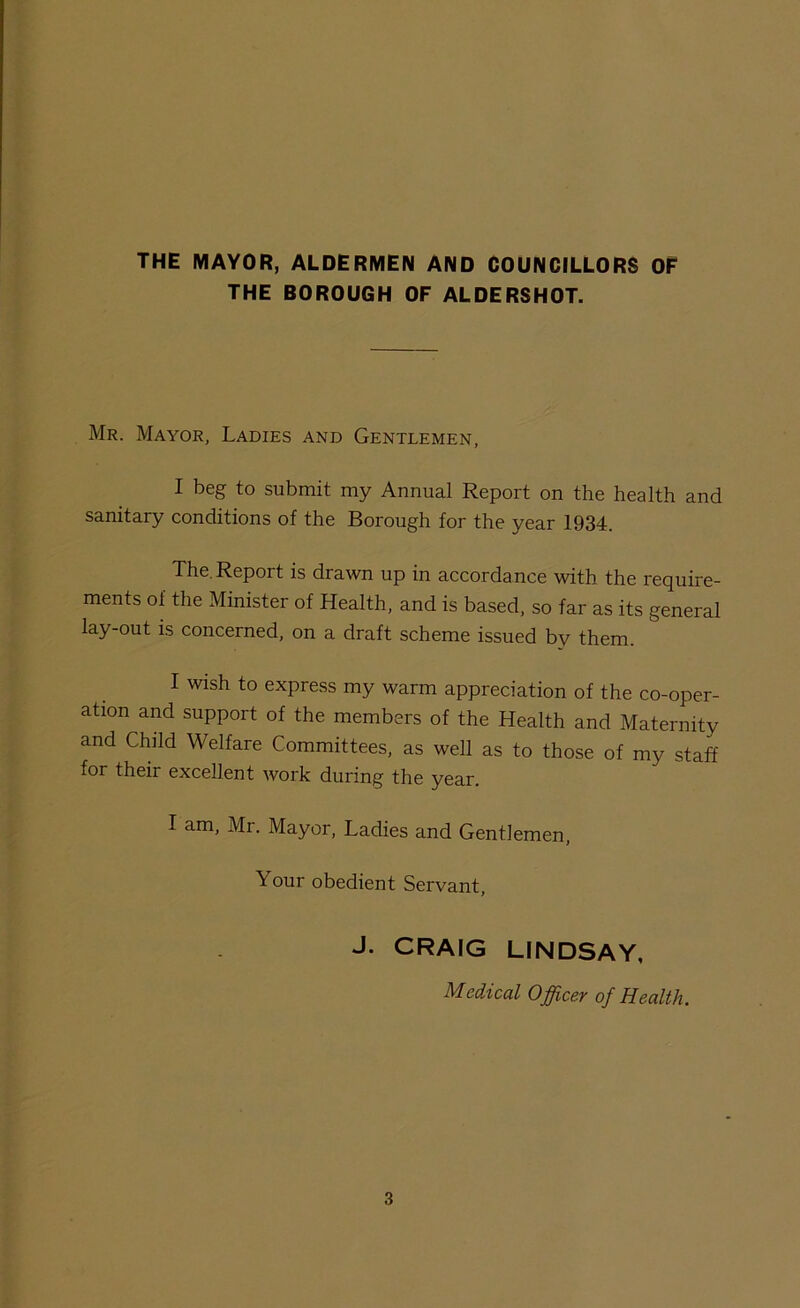 THE MAYOR, ALDERMEN AND COUNCILLORS OF
THE BOROUGH OF ALDERSHOT.
Mr. Mayor, Ladies and Gentlemen,
I beg to submit my Annual Report on the health and
sanitary conditions of the Borough for the year 1934.
The Report is drawn up in accordance with the require-
ments of the Minister of Health, and is based, so far as its general
lay-out is concerned, on a draft scheme issued by them.
I wish to express my warm appreciation of the co-oper-
ation and support of the members of the Health and Maternity
and Child Welfare Committees, as well as to those of my staff
for their excellent work during the year.
I am, Mr. Mayor, Ladies and Gentlemen,
Your obedient Servant,
J. CRAIG LINDSAY,
Medical Officer of Health.
3